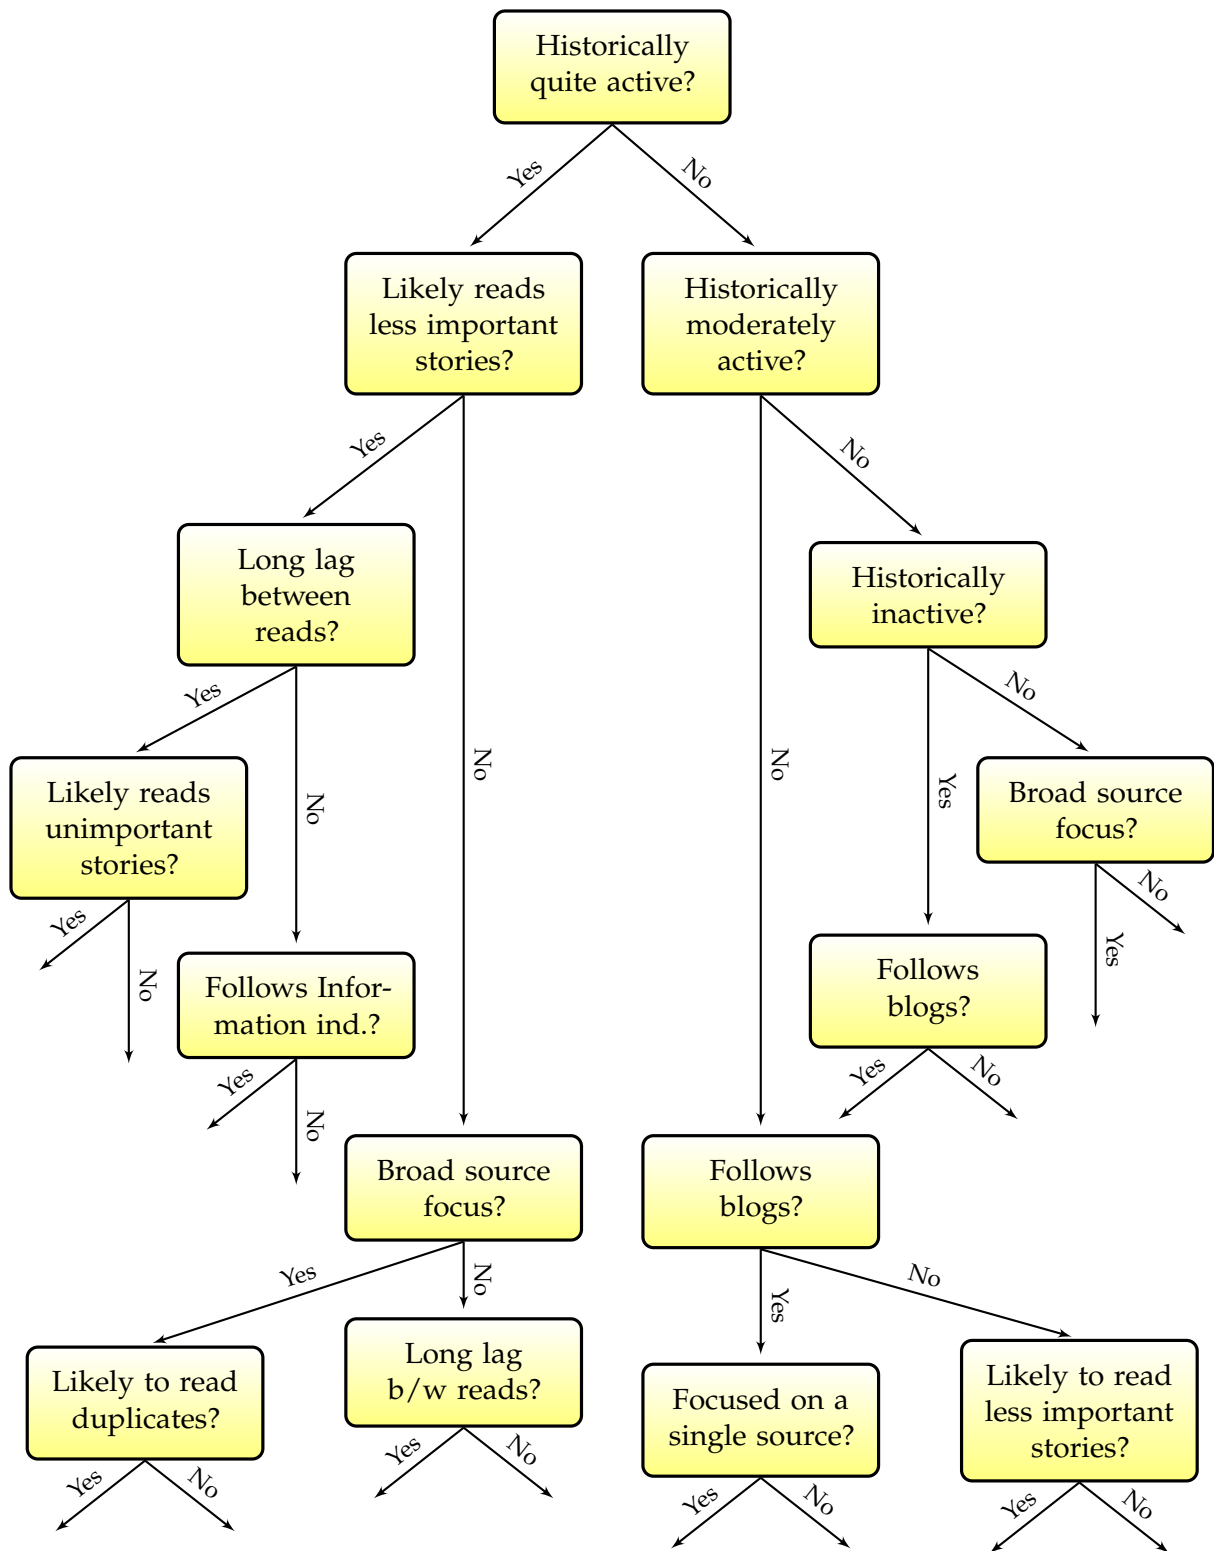 Historically
quite active?
Yes
No
Likely reads
less important
stories?
Historically
moderately
active?
Yes
No
No
No
Long lag
between
reads?
Historically
inactive?
Yes
No
Yes
No
Likely reads
unimportant
stories?
Broad source
focus?
Yes
No
Yes
No
Follows Infor-
mation ind.?
Follows
blogs?
Yes
No
Yes
No
Broad source
focus?
Follows
blogs?
Yes
No
Yes
No
Likely to read
duplicates?
Long lag
b/w reads?
Focused on a
single source?
Likely to read
less important
stories?
Yes
No
Yes
No
Yes
No
Yes
No